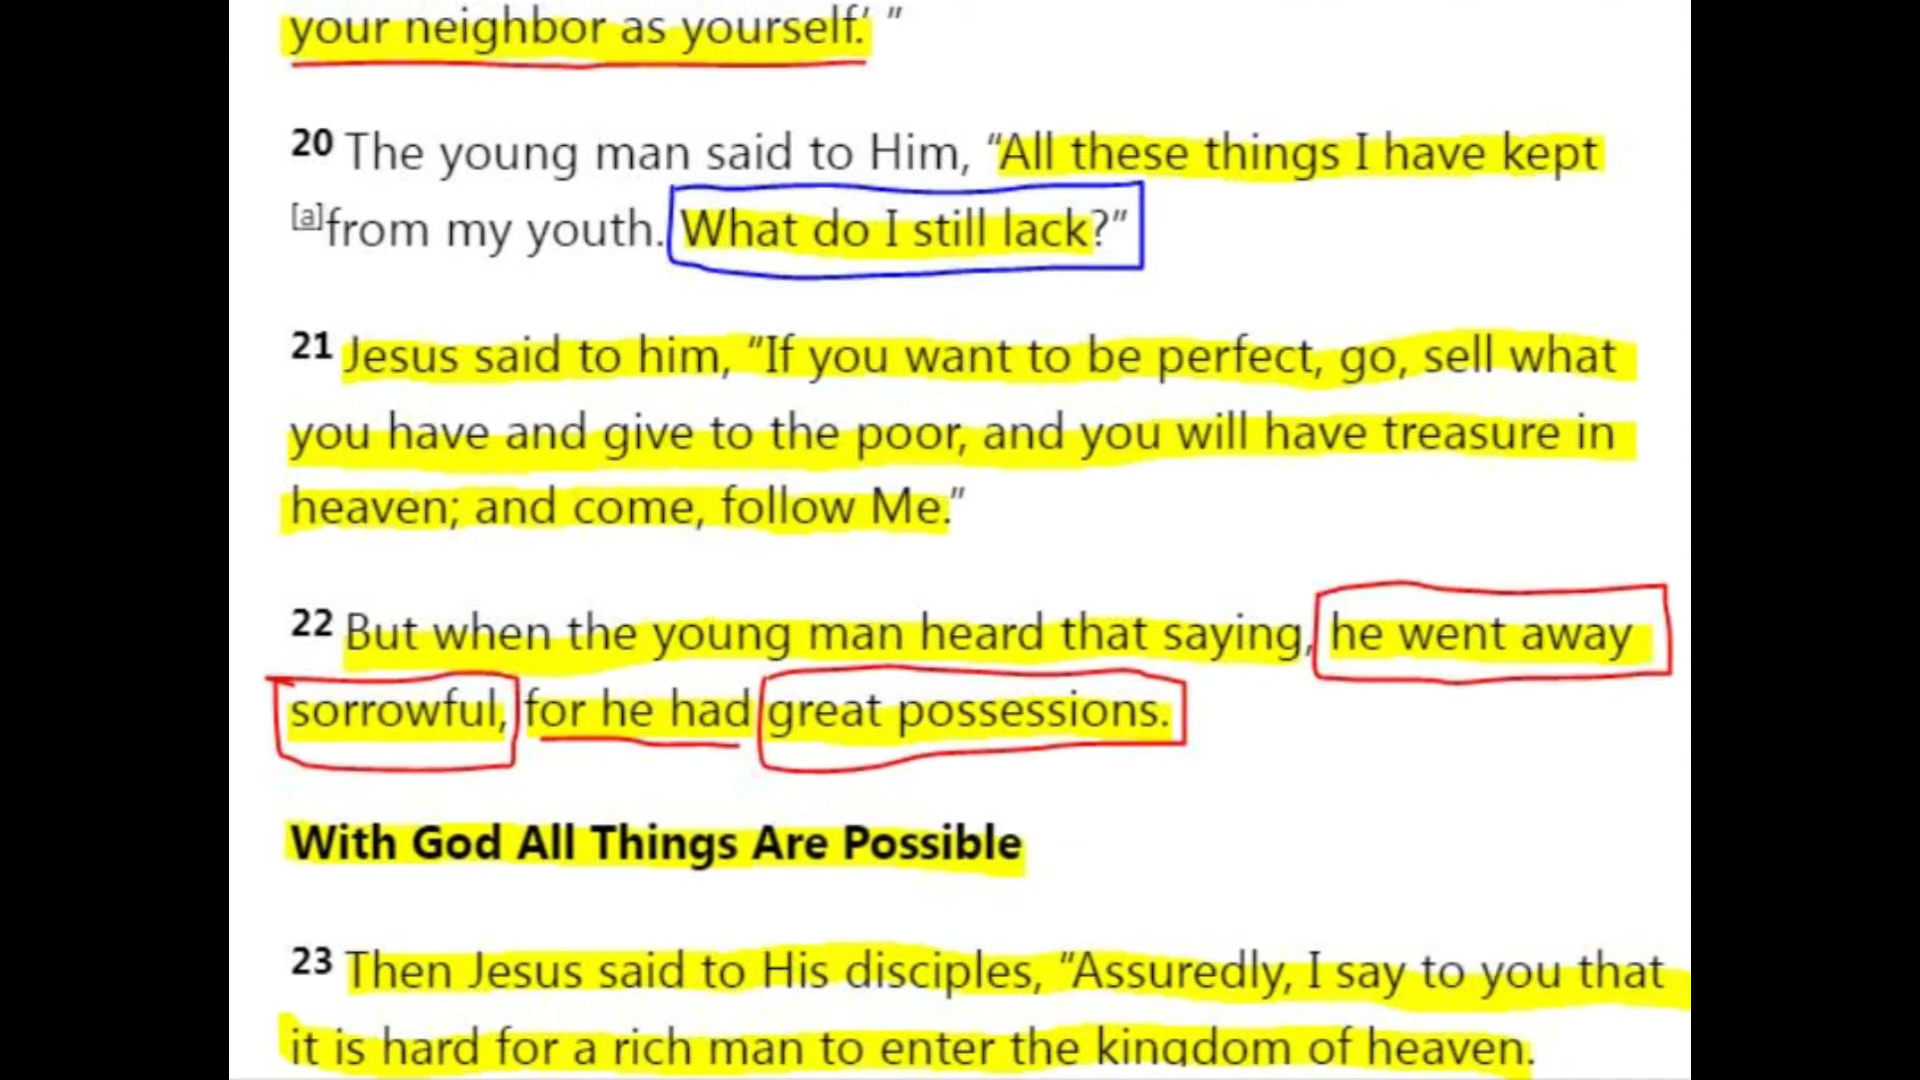 your neighbor as yourself.’ ”
20 The young man said to Him, “All these things I have kept
[a]from my youth. What do I still lack?”
21 Jesus said to him, “If you want to be perfect, go, sell what
you have and give to the poor, and you will have treasure in
heaven; and come, follow Me.”
22 But when the young man heard that saying, he went away
sorrowful, for he had great possessions.
With God All Things Are Possible
23 Then Jesus said to His disciples, “Assuredly, I say to you that
it is hard for a rich man to enter the kingdom of heaven.